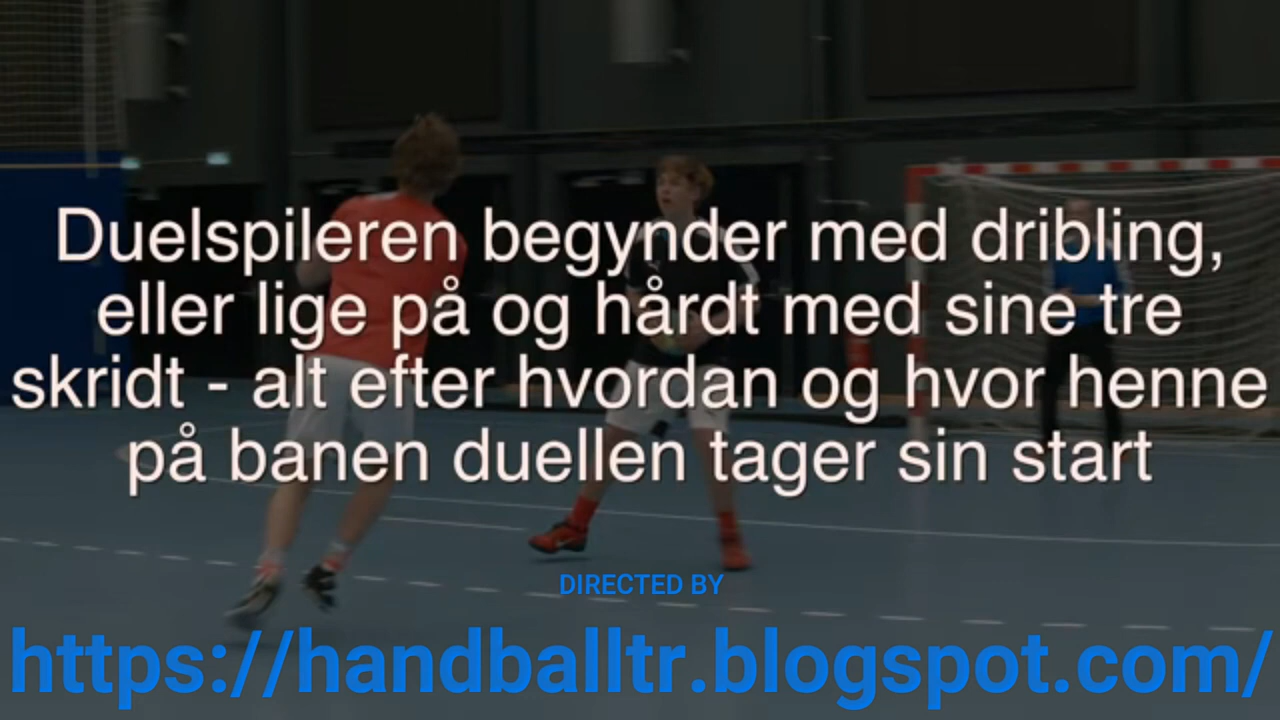 Duelspileren begynder med dribling,
eller lige på og hårdt med sine tre
skridt - alt efter hvordan og hvor henne
på banen duellen tager sin start
DIRECTED BY
https://handballtr.blogspot.com/